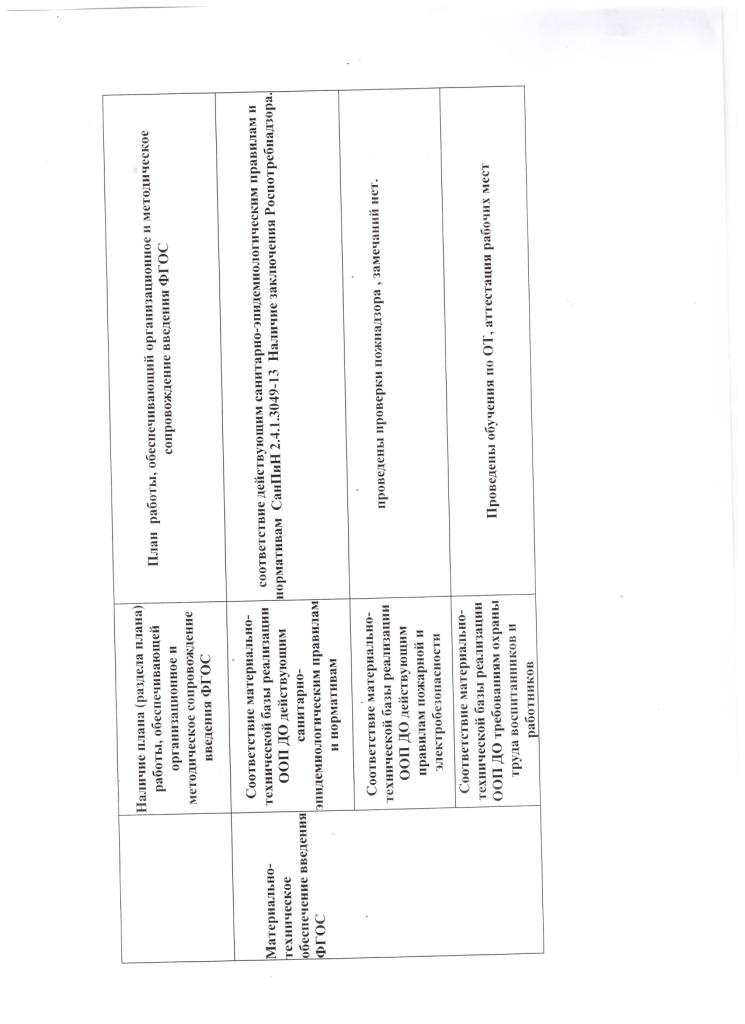 Наличие плана (раздела плана)
работы, обеспечивающей
организационное и
методическое сопровождение
введения ФГОС
План работы, обеспечивающий организационное и методическое
сопровождение введения ФГОС
Материально-
техническое
обеспечение введения
ФГОС
Соответствие материально-
технической базы реализации
ООП ДО действующим
санитарно-
эпидемиологическим правилам
и нормативам
соответствие действующим санитарно-эпидемиологическим правилам и
нормативам СанПиН 2.4.1.3049-13 Наличие заключения Роспотребнадзора.
Соответствие материально-
технической базы реализации
ООП ДО действующим
правилам пожарной и
электробезопасности
проведены проверки пожнадзора , замечаний нет.
Соответствие материально-
технической базы реализации
ООП ДО требованиям охраны
труда воспитанников и
работников
Проведены обучения по ОТ, аттестация рабочих мест